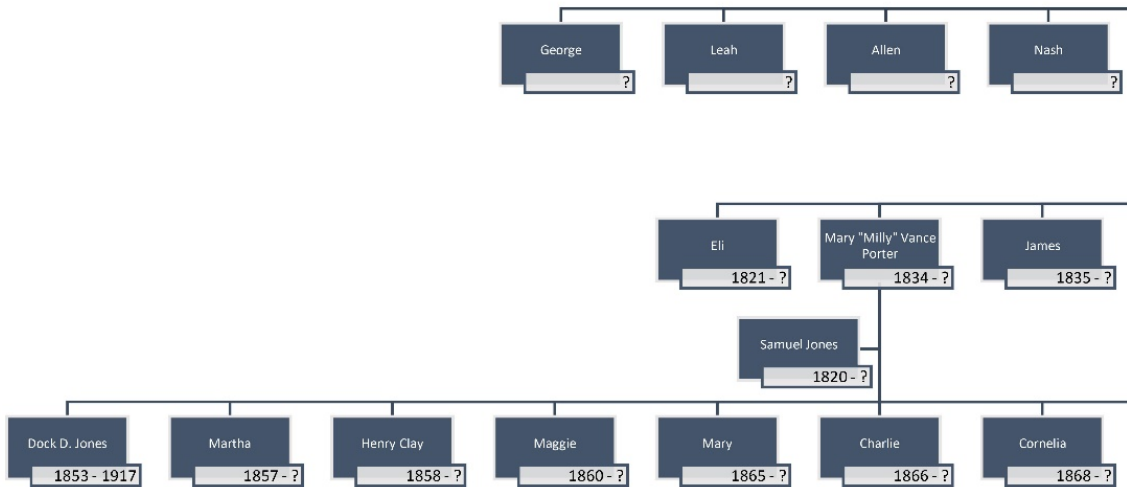 George
Leah
Allen
Nash
?
?
?
?
Eli
Mary "Milly" Vance
Porter
James
1821 - ?
1834 - ?
1835 - ?
Samuel Jones
1820 - ?
Dock D. Jones
Martha
Henry Clay
Maggie
Mary
Charlie
Cornelia
1853 - 1917
1857 - ?
1858 - ?
1860 - ?
1865 - ?
1866 - ?
1868 - ?